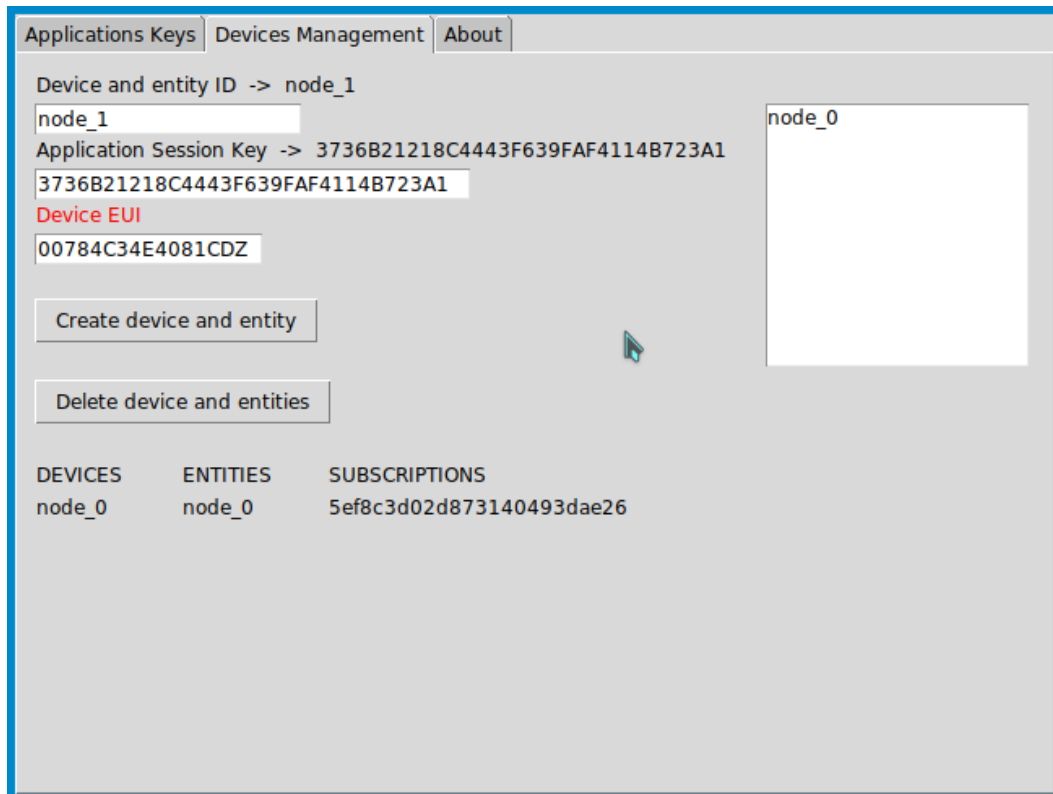 Applications Keys Devices Management About
Device and entity ID -> node_1
node_1
node_0
Application Session Key -> 3736B21218C4443F639FAF4114B723A1
3736B21218C4443F639FAF4114B723A1
Device EUI
00784C34E4081CDZ
Create device and entity
Delete device and entities
DEVICES ENTITIES SUBSCRIPTIONS
node_0 node_0 5ef8c3d02d873140493dae26